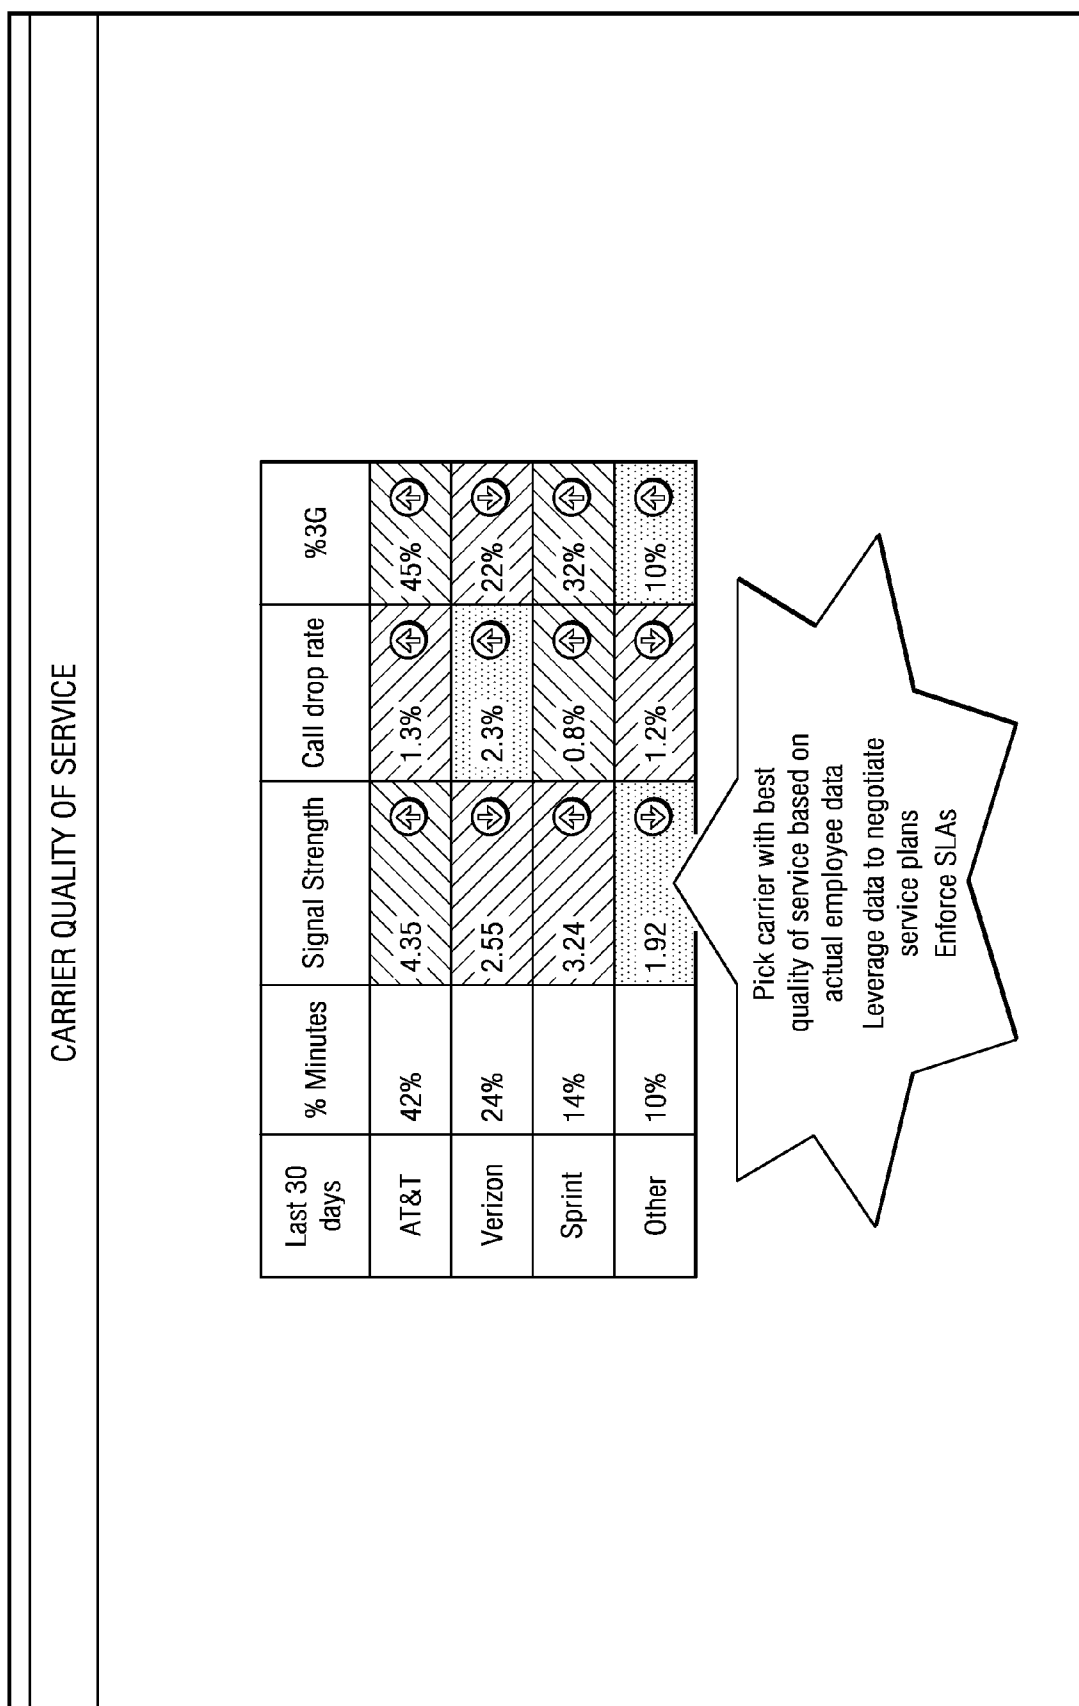 CARRIER QUALITY OF SERVICE
Last 30
days
% Minutes
Signal Strength
Call drop rate
%3G
AT&T
42%
4.35
1.3%
45%
Verizon
24%
2.55
2.3%
22%
Sprint
14%
3.24
0.8%
32%
Other
10%
1.92
1.2%
10%
Pick carrier with best
quality of service based on
actual employee data
Leverage data to negotiate
service plans
Enforce SLAs